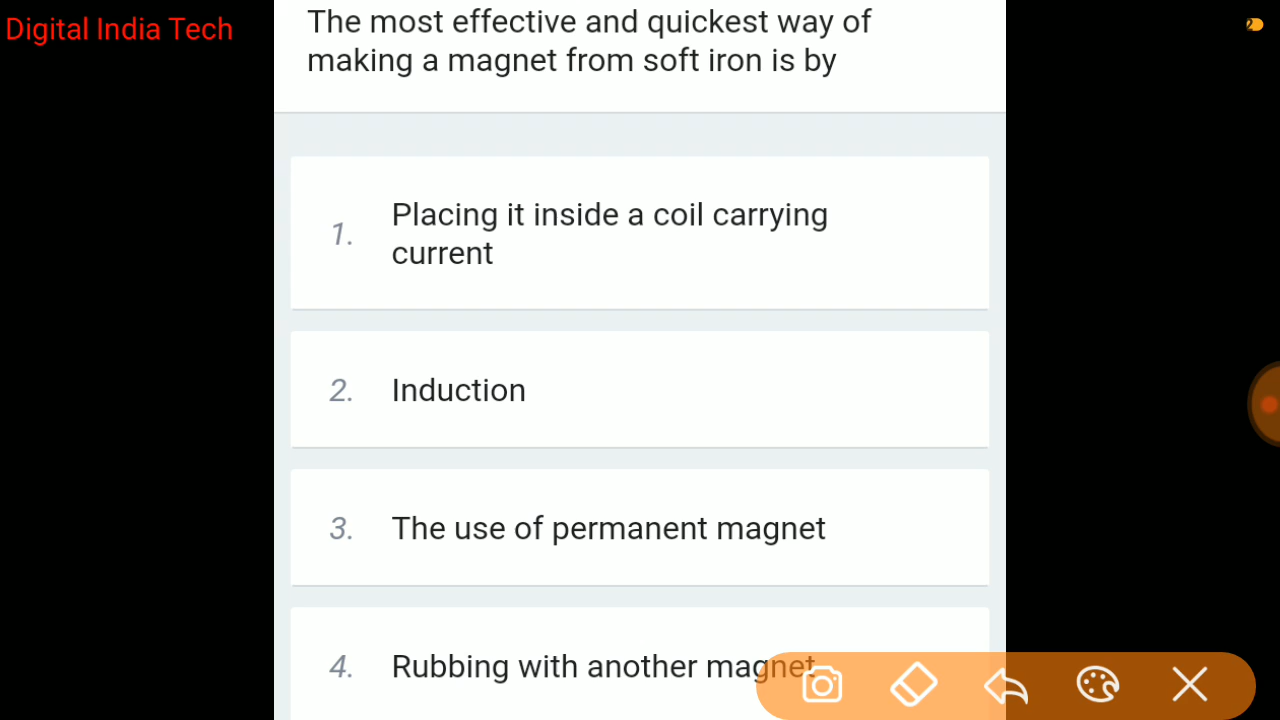 Digital India Tech
The most effective and quickest way of
making a magnet from soft iron is by
1. Placing it inside a coil carrying
current
2. Induction
3. The use of permanent magnet
4. Rubbing with another magnet